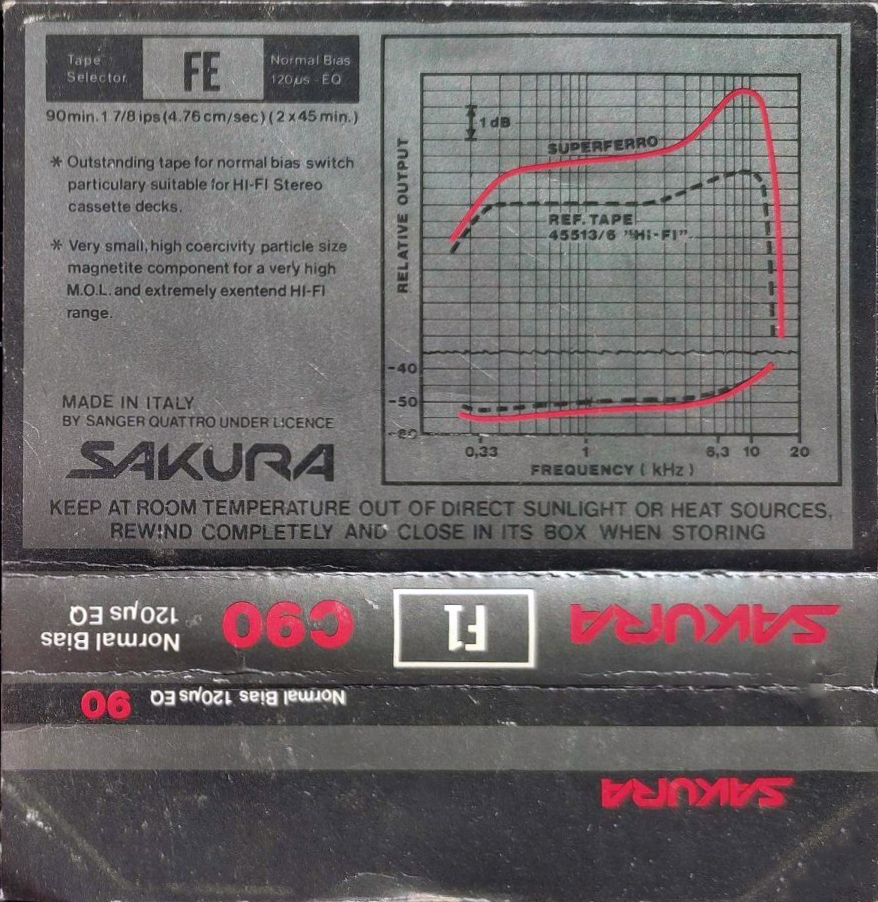 Tape
Selector
FE
Normal Bias
120µs - EQ
90min. 1 7/8 ips (4.76 cm/sec) (2 x 45 min.)
* Outstanding tape for normal bias switch
particulary suitable for HI-FI Stereo
cassette decks.
* Very small, high coercivity particle size
magnetite component for a very high
M.O.L. and extremely exentend HI-FI
range.
MADE IN ITALY
BY SANGER QUATTRO UNDER LICENCE
SAKURA
RELATIVE OUTPUT
1 dB
SUPERFERRO
REF. TAPE
45513/6 "Hi-FI".
-40
-50
-60
0,33 1 6,3 10 20
FREQUENCY ( kHz )
KEEP AT ROOM TEMPERATURE OUT OF DIRECT SUNLIGHT OR HEAT SOURCES,
REWIND COMPLETELY AND CLOSE IN ITS BOX WHEN STORING
SAKURA
F1
C90
Normal Bias
120µs EQ
Normal Bias 120µs EQ
90
SAKURA